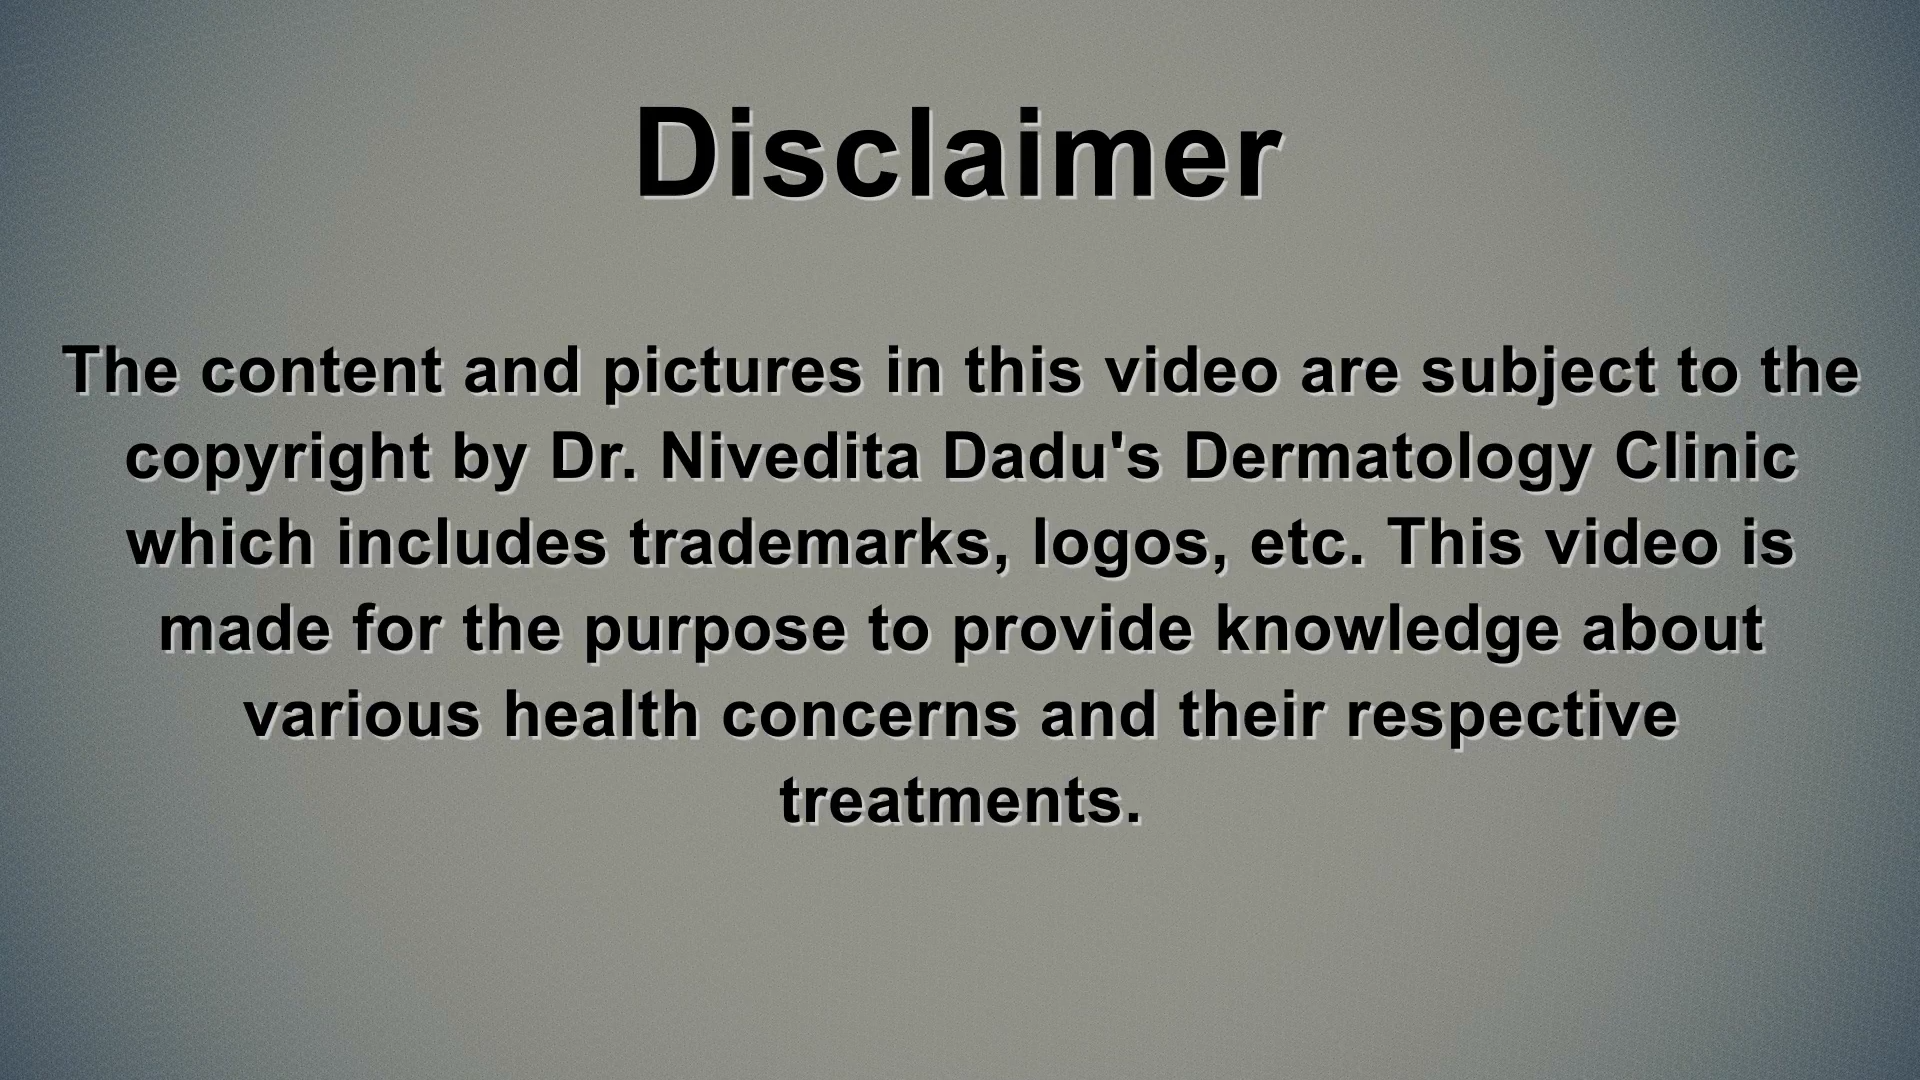 Disclaimer
The content and pictures in this video are subject to the
copyright by Dr. Nivedita Dadu's Dermatology Clinic
which includes trademarks, logos, etc. This video is
made for the purpose to provide knowledge about
various health concerns and their respective
treatments.